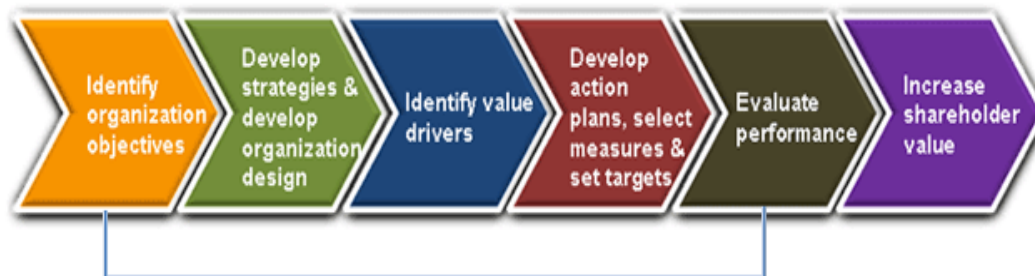 Identify
organization
objectives
Develop
strategies &
develop
organization
design
Identify value
drivers
Develop
action
plans, select
measures &
set targets
Evaluate
performance
Increase
shareholder
value